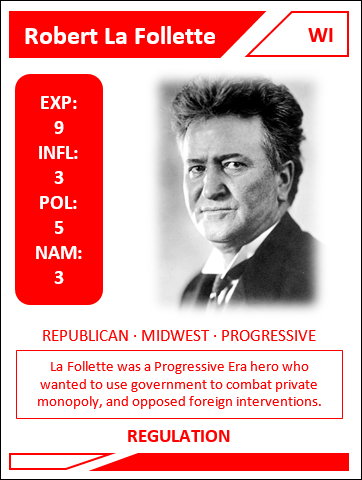 Robert La Follette
WI
EXP:
9
INFL:
3
POL:
5
NAM:
3
REPUBLICAN · MIDWEST · PROGRESSIVE
La Follette was a Progressive Era hero who
wanted to use government to combat private
monopoly, and opposed foreign interventions.
REGULATION